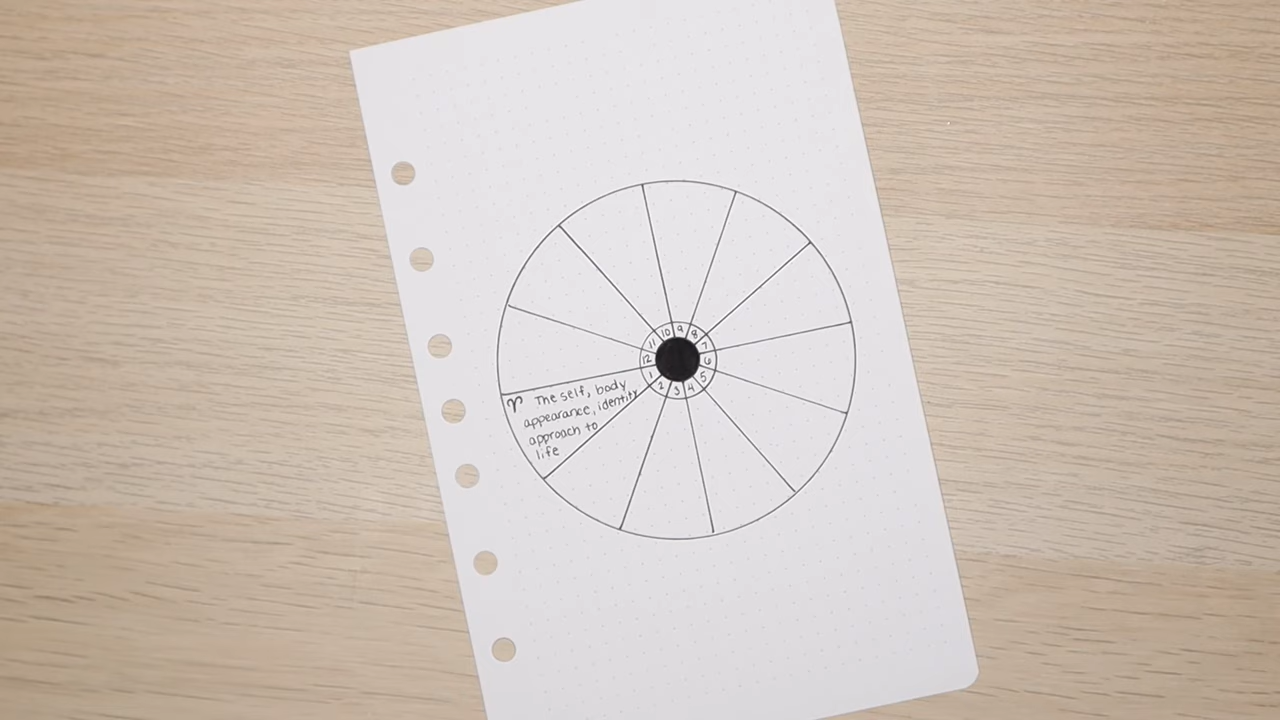 10 9 8
11 7
12 6
1 5
2 3 4
♈ The self, body
appearance, identity
approach to
life